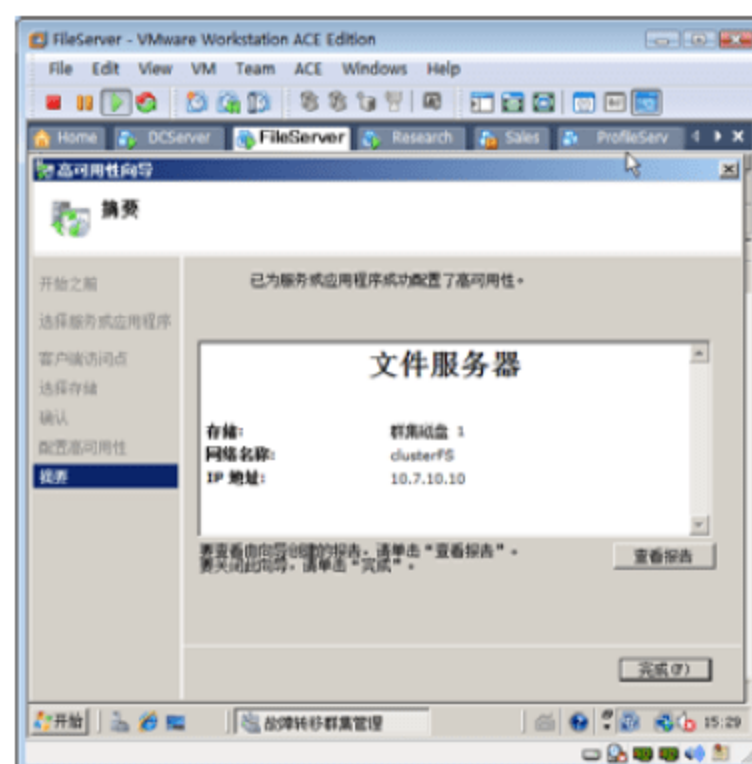 FileServer - VMware Workstation ACE Edition
File Edit View VM Team ACE Windows Help
Home DCServer FileServer Research Sales ProfileServ
高可用性向导
摘要
开始之前
选择服务或应用程序
客户端访问点
选择存储
确认
配置高可用性
摘要
已为服务或应用程序成功配置了高可用性。
文件服务器
存储: 群集磁盘 1
网络名称: clusterFS
IP 地址: 10.7.10.10
要查看由向导创建的报告，请单击“查看报告”。
要关闭此向导，请单击“完成”。
查看报告
完成(F)
开始 故障转移群集管理 15:29